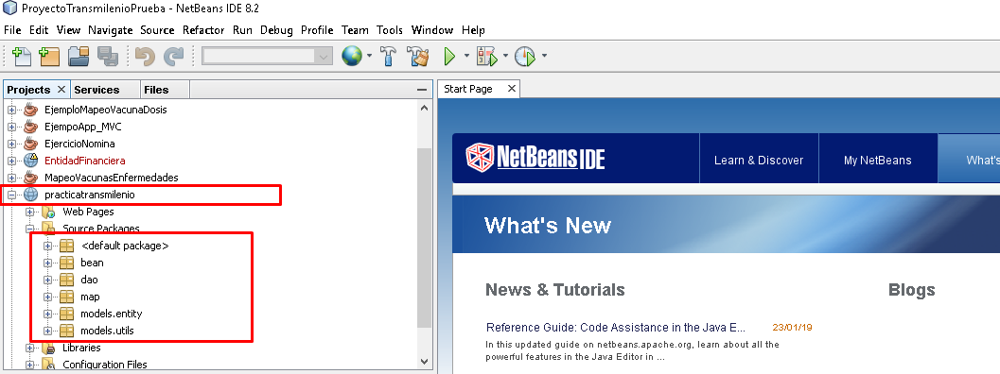 ProyectoTransmilenioPrueba - NetBeans IDE 8.2
File Edit View Navigate Source Refactor Run Debug Profile Team Tools Window Help
Projects Services Files
Start Page
EjemploMapeoVacunaDosis
EjempoApp_MVC
EjercicioNomina
EntidadFinanciera
MapeoVacunasEnfermedades
practicatransmilenio
Web Pages
Source Packages
<default package>
bean
dao
map
models.entity
models.utils
Libraries
Configuration Files
NetBeans IDE
Learn & Discover
My NetBeans
What's
What's New
News & Tutorials
Blogs
Reference Guide: Code Assistance in the Java E... 23/01/19
In this updated guide on netbeans.apache.org, learn about all the
powerful features in the Java Editor in ...